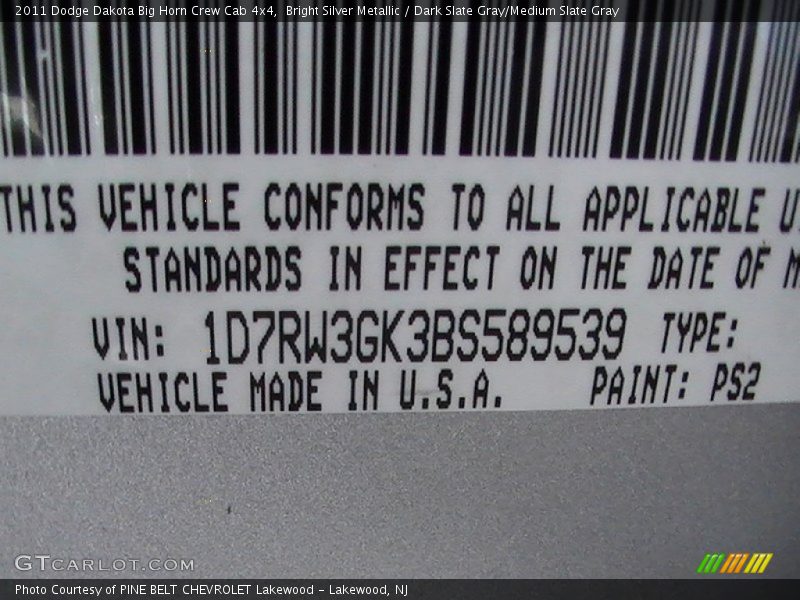 2011 Dodge Dakota Big Horn Crew Cab 4x4, Bright Silver Metallic / Dark Slate Gray/Medium Slate Gray
THIS VEHICLE CONFORMS TO ALL APPLICABLE
STANDARDS IN EFFECT ON THE DATE OF
VIN: 1D7RW3GK3BS589539 TYPE:
VEHICLE MADE IN U.S.A. PAINT: PS2
GTCARLOT.COM
Photo Courtesy of PINE BELT CHEVROLET Lakewood - Lakewood, NJ